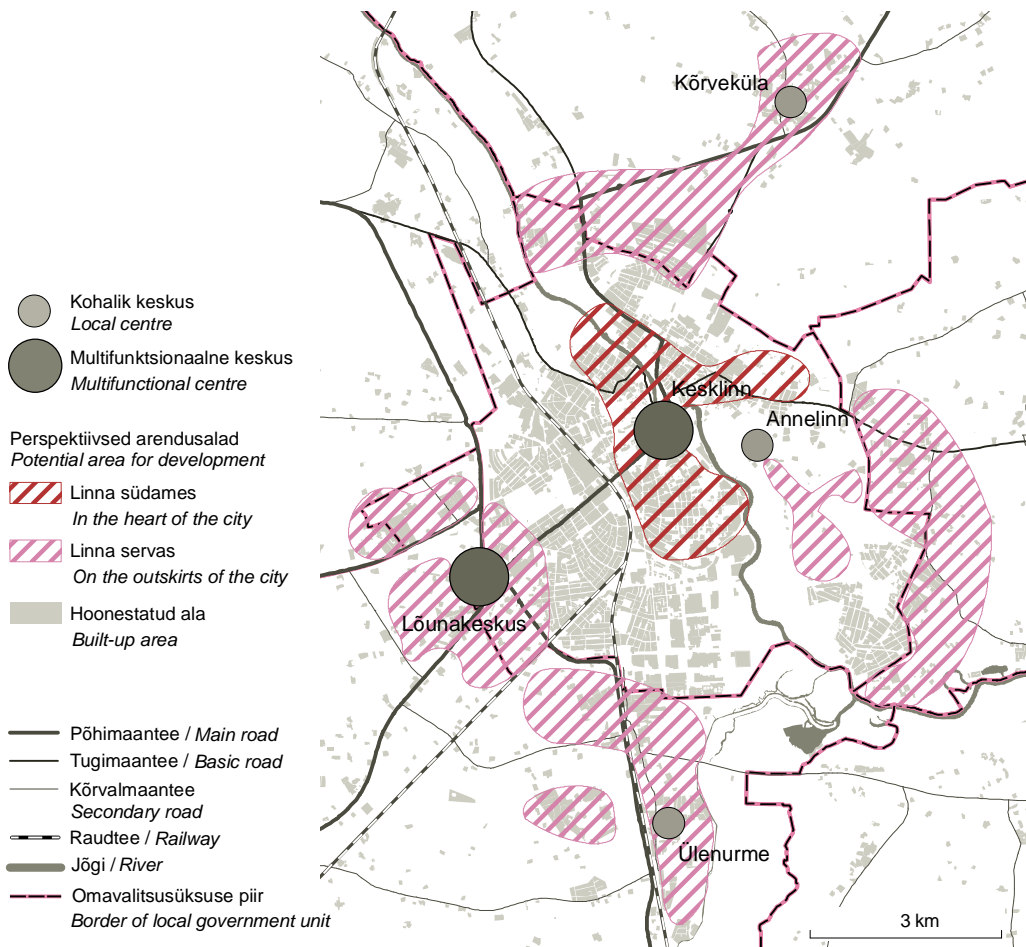 Kohalik keskus
Local centre
Multifunktsionaalne keskus
Multifunctional centre
Perspektiivsed arendusalad
Potential area for development
Linna südames
In the heart of the city
Linna servas
On the outskirts of the city
Hoonestatud ala
Built-up area
Põhimaantee / Main road
Tugimaantee / Basic road
Kõrvalmaantee
Secondary road
Raudtee / Railway
Jõgi / River
Omavalitsusüksuse piir
Border of local government unit
Kõrveküla
Kesklinn
Annelinn
Lõunakeskus
Ülenurme
3 km